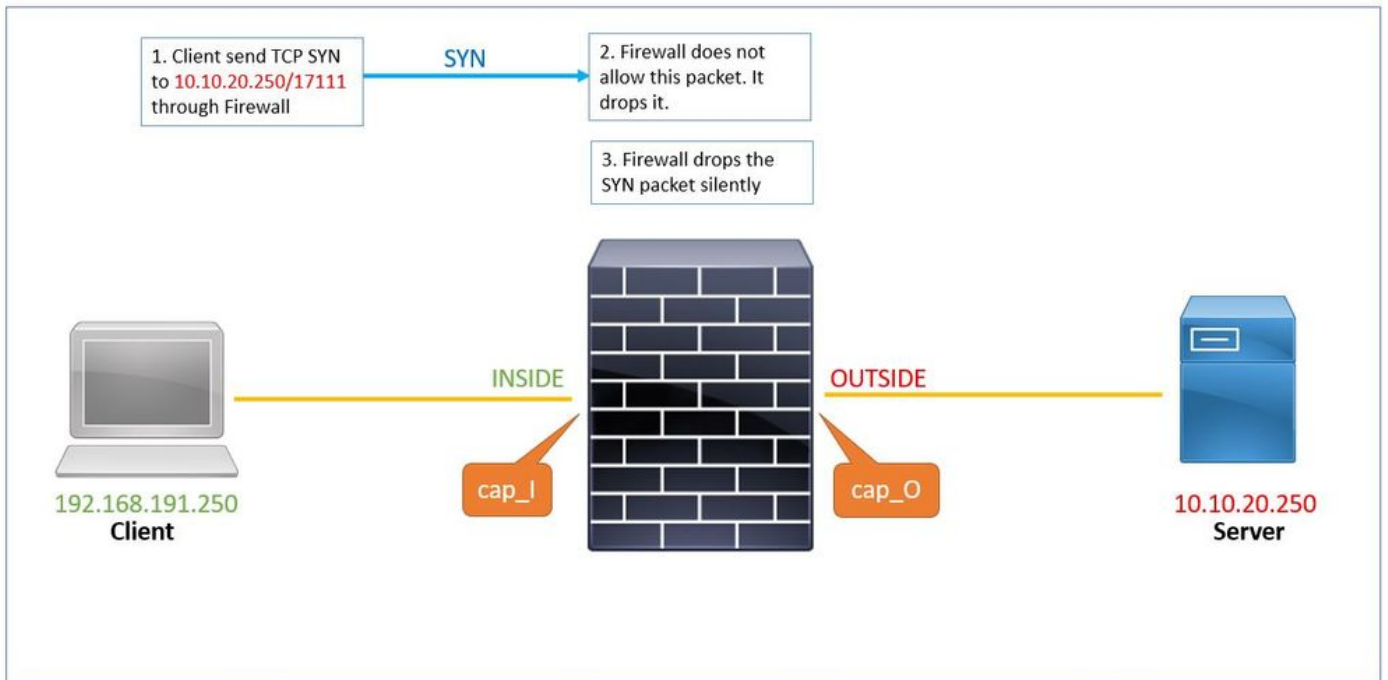 1. Client send TCP SYN
to 10.10.20.250/17111
through Firewall
SYN
2. Firewall does not
allow this packet. It
drops it.
3. Firewall drops the
SYN packet silently
INSIDE
OUTSIDE
cap_I
cap_O
192.168.191.250
Client
10.10.20.250
Server